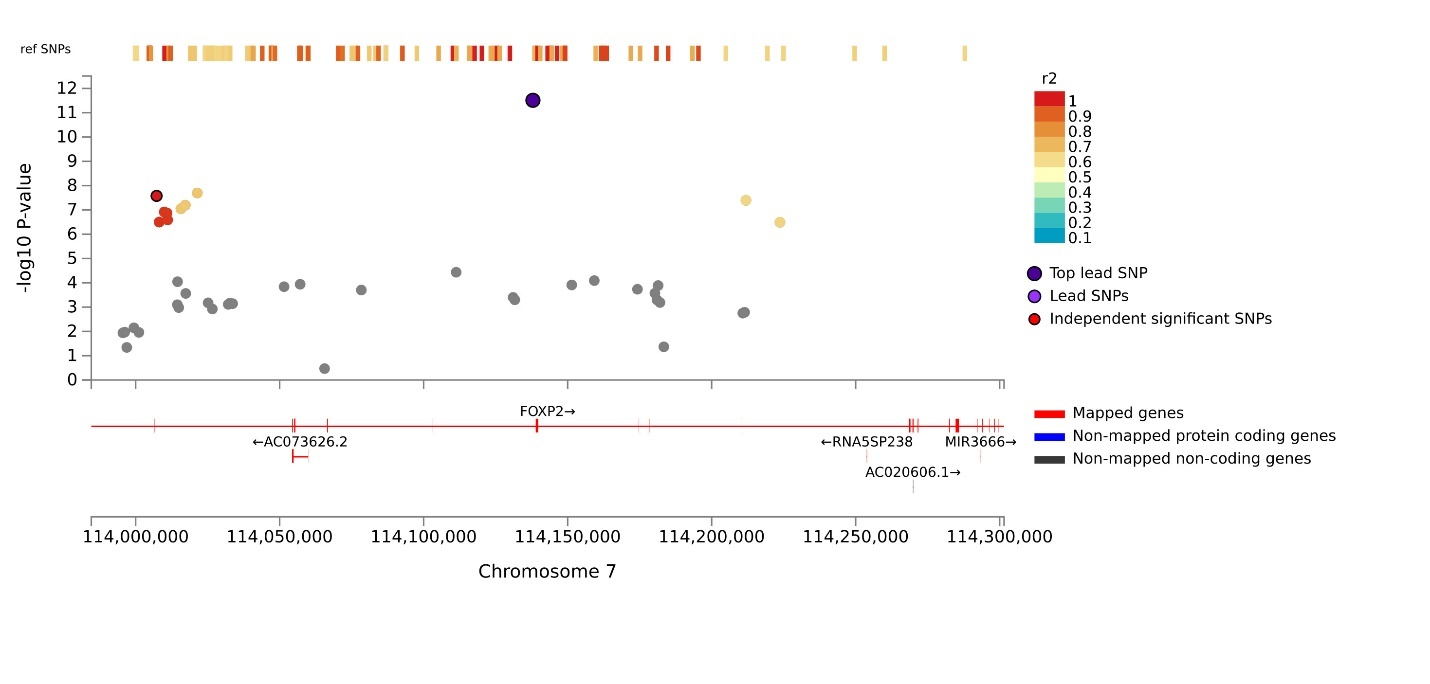 ref SNPs
r2
12
11
10
9
8
7
6
5
4
3
2
1
0
-log10 P-value
1
0.9
0.8
0.7
0.6
0.5
0.4
0.3
0.2
0.1
Top lead SNP
Lead SNPs
Independent significant SNPs
FOXP2→
←AC073626.2
←RNA5SP238
MIR3666→
AC020606.1→
Mapped genes
Non-mapped protein coding genes
Non-mapped non-coding genes
114,000,000 114,050,000 114,100,000 114,150,000 114,200,000 114,250,000 114,300,000
Chromosome 7